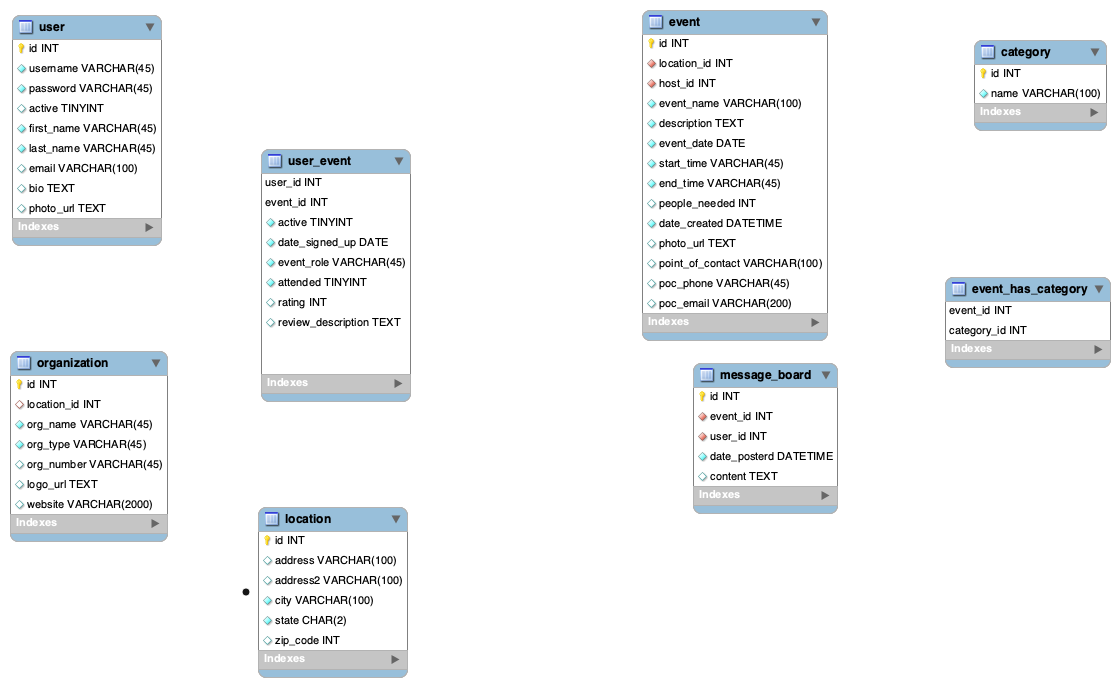 user
id INT
username VARCHAR(45)
password VARCHAR(45)
active TINYINT
first_name VARCHAR(45)
last_name VARCHAR(45)
email VARCHAR(100)
bio TEXT
photo_url TEXT
Indexes
user_event
user_id INT
event_id INT
active TINYINT
date_signed_up DATE
event_role VARCHAR(45)
attended TINYINT
rating INT
review_description TEXT
Indexes
organization
id INT
location_id INT
org_name VARCHAR(45)
org_type VARCHAR(45)
org_number VARCHAR(45)
logo_url TEXT
website VARCHAR(2000)
Indexes
location
id INT
address VARCHAR(100)
address2 VARCHAR(100)
city VARCHAR(100)
state CHAR(2)
zip_code INT
Indexes
event
id INT
location_id INT
host_id INT
event_name VARCHAR(100)
description TEXT
event_date DATE
start_time VARCHAR(45)
end_time VARCHAR(45)
people_needed INT
date_created DATETIME
photo_url TEXT
point_of_contact VARCHAR(100)
poc_phone VARCHAR(45)
poc_email VARCHAR(200)
Indexes
message_board
id INT
event_id INT
user_id INT
date_posterd DATETIME
content TEXT
Indexes
category
id INT
name VARCHAR(100)
Indexes
event_has_category
event_id INT
category_id INT
Indexes